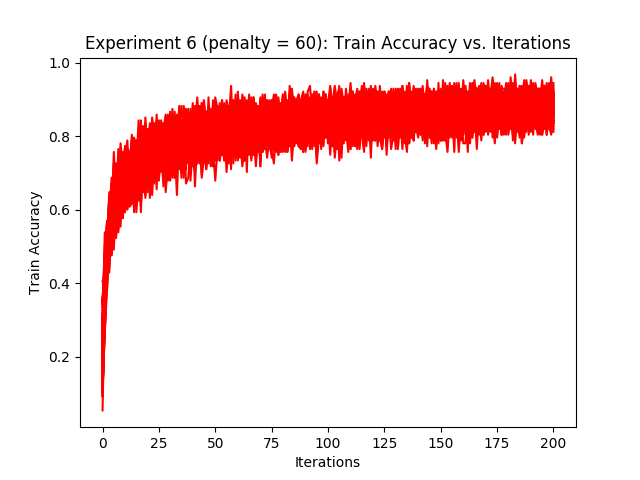 Experiment 6 (penalty = 60): Train Accuracy vs. Iterations
1.0
0.8
0.6
0.4
0.2
Train Accuracy
0 25 50 75 100 125 150 175 200
Iterations